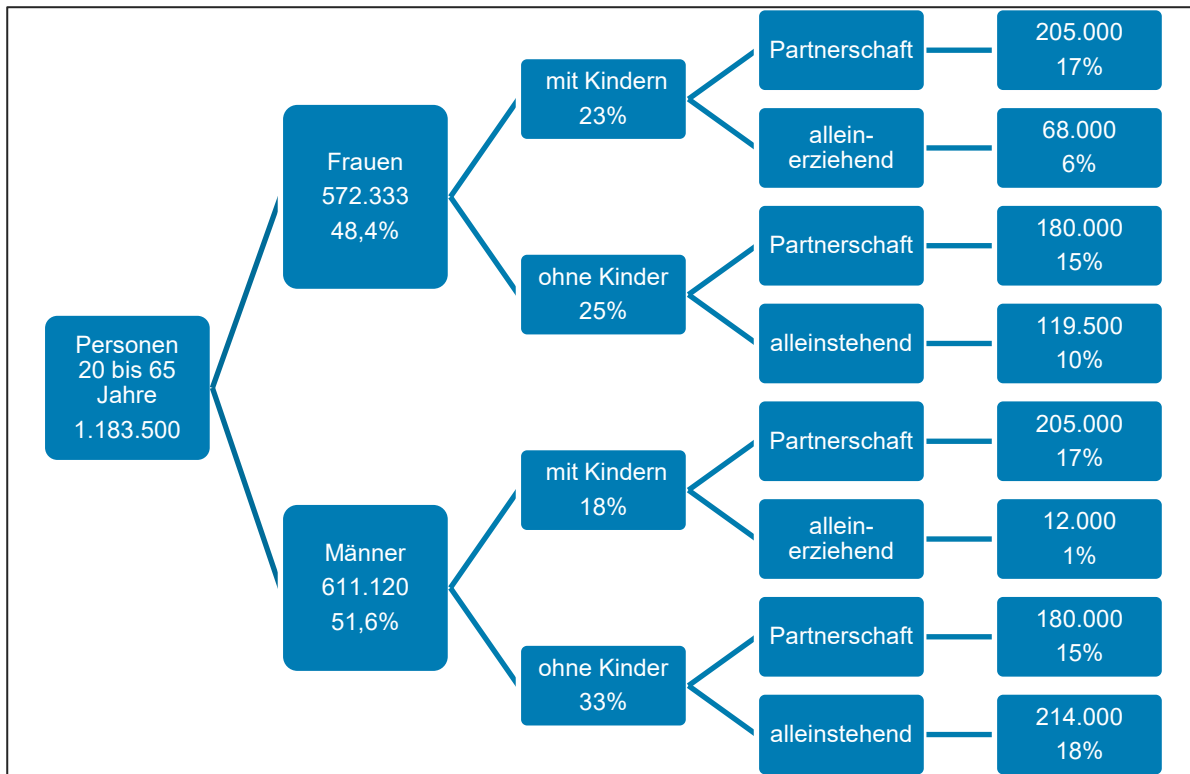 Personen
20 bis 65
Jahre
1.183.500
Frauen
572.333
48,4%
mit Kindern
23%
Partnerschaft
205.000
17%
allein-
erziehend
68.000
6%
ohne Kinder
25%
Partnerschaft
180.000
15%
alleinstehend
119.500
10%
Männer
611.120
51,6%
mit Kindern
18%
Partnerschaft
205.000
17%
allein-
erziehend
12.000
1%
ohne Kinder
33%
Partnerschaft
180.000
15%
alleinstehend
214.000
18%